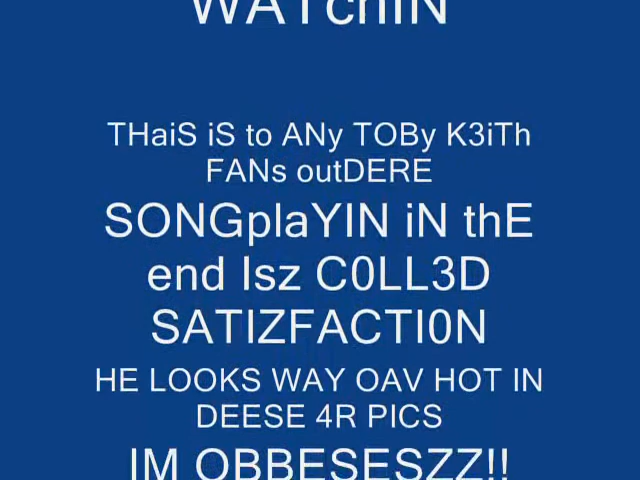 WATchIN
THaiS iS to ANy TOBy K3iTh
FANs outDERE
SONGplaYIN iN thE
end Isz C0LL3D
SATIZFACTI0N
HE LOOKS WAY OAV HOT IN
DEESE 4R PICS
IM OBBESESZZ!!